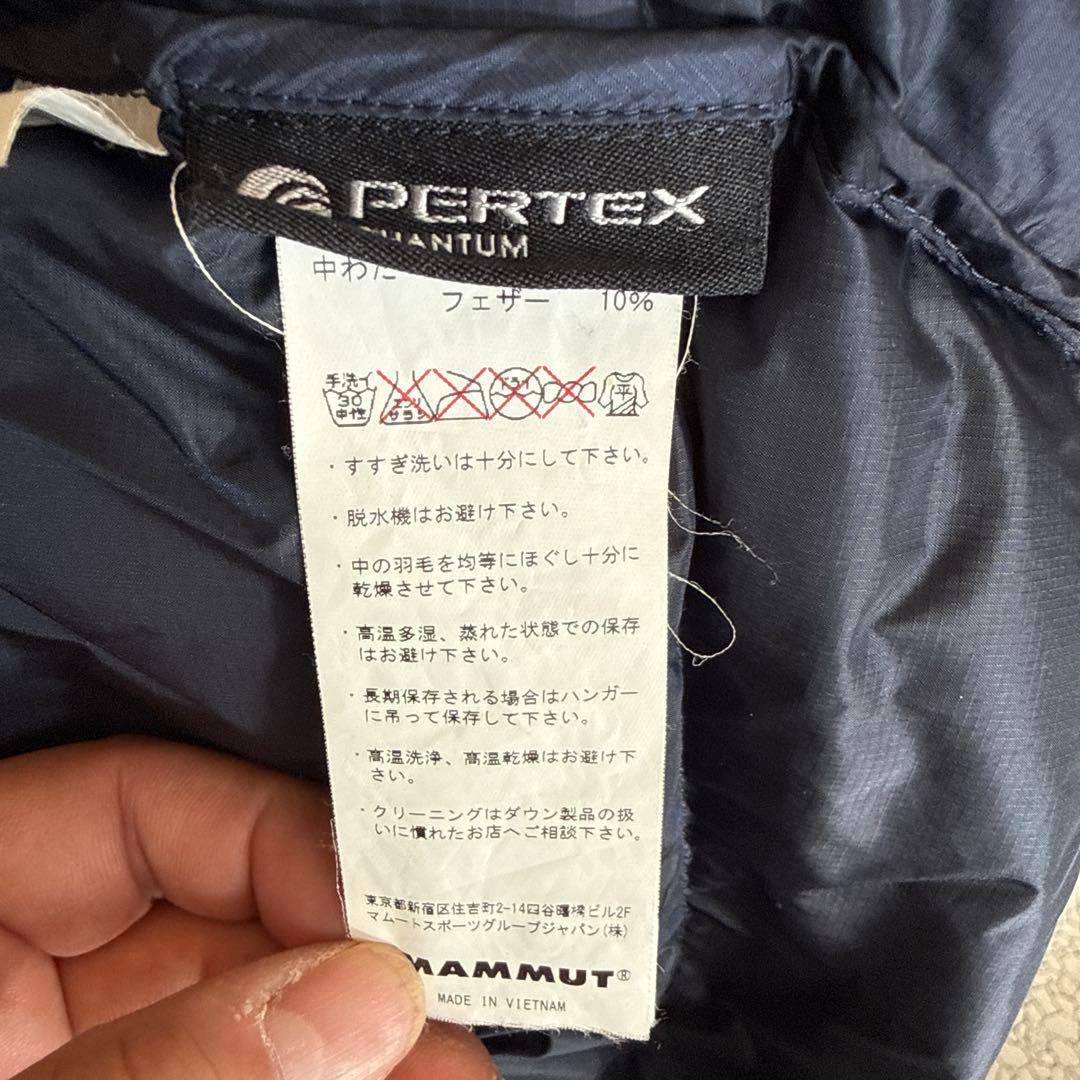 PERTEX
QUANTUM
中わた
フェザー 10%
手洗イ
30
中性
エンソ
サラシ
ドライ
平
・すすぎ洗いは十分にして下さい。
・脱水機はお避け下さい。
・中の羽毛を均等にほぐし十分に
乾燥させて下さい。
・高温多湿、蒸れた状態での保存
はお避け下さい。
・長期保存される場合はハンガー
に吊って保存して下さい。
・高温洗浄、高温乾燥はお避け下
さい。
・クリーニングはダウン製品の扱
いに慣れたお店へご相談下さい。
東京都新宿区住吉町2-14四谷曙橋ビル2F
マムートスポーツグループジャパン(株)
MAMMUT®
MADE IN VIETNAM